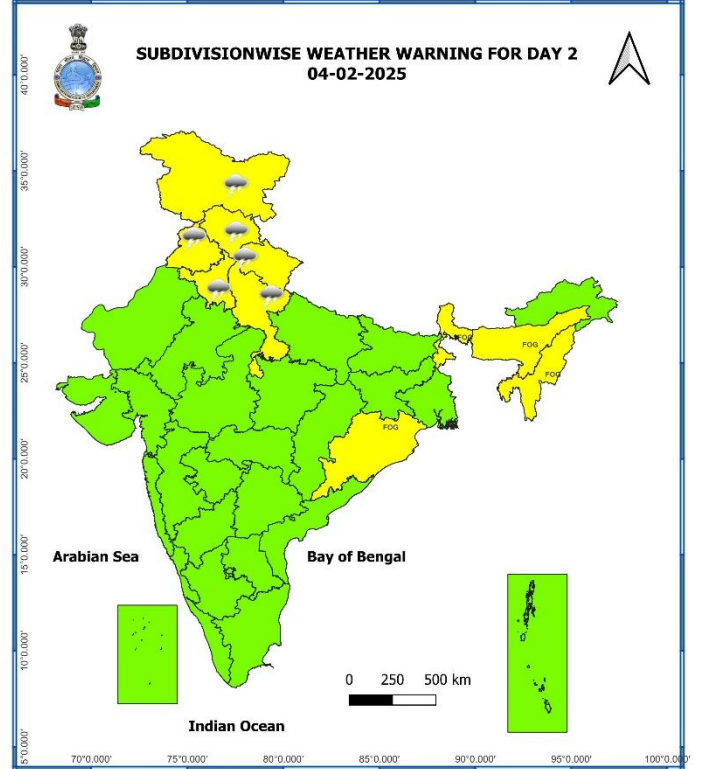 SUBDIVISIONWISE WEATHER WARNING FOR DAY 2
04-02-2025
40°0.000'
35°0.000'
30°0.000'
25°0.000'
20°0.000'
15°0.000'
10°0.000'
5°0.000'
FOG
FOG
FOG
FOG
Arabian Sea
Bay of Bengal
0 250 500 km
Indian Ocean
70°0.000' 75°0.000' 80°0.000' 85°0.000' 90°0.000' 95°0.000' 100°0.000'